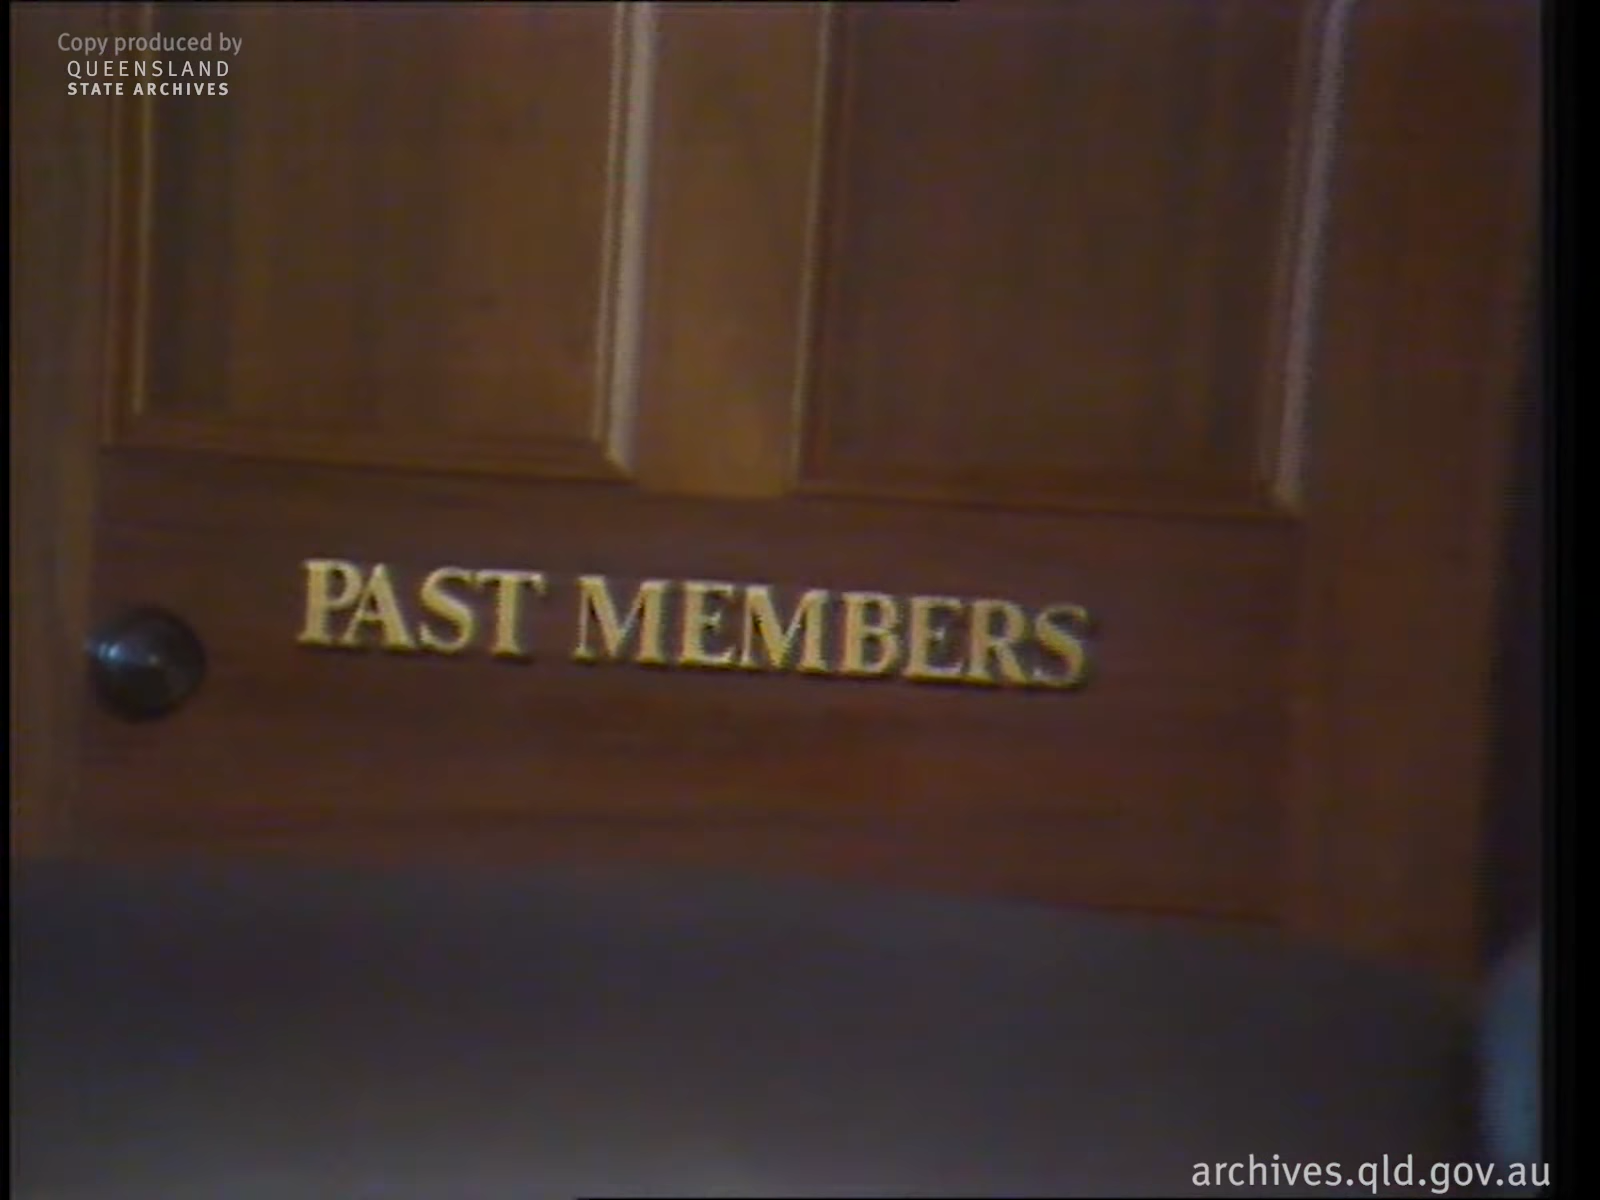 Copy produced by
QUEENSLAND
STATE ARCHIVES
PAST MEMBERS
archives.qld.gov.au